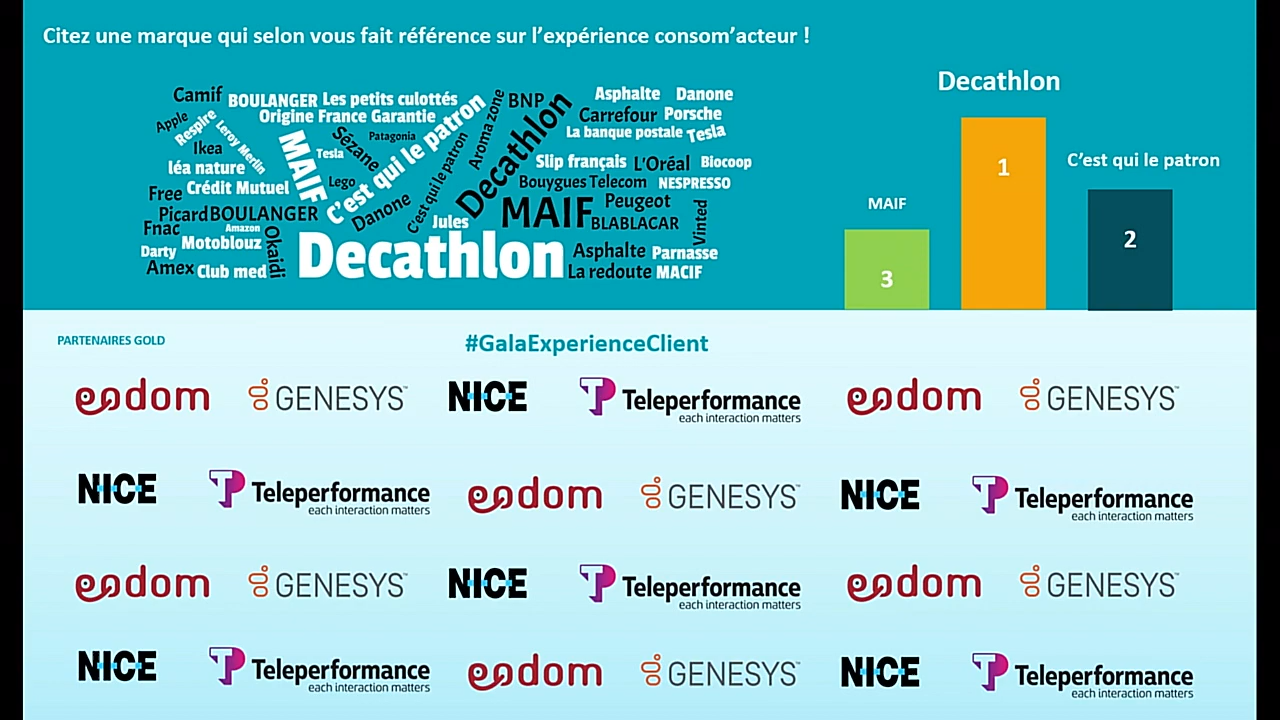 Citez une marque qui selon vous fait référence sur l’expérience consom’acteur !
Camif
BOULANGER
Les petits culottés
Origine France Garantie
Apple
Respire
Leroy Merlin
Ikea
léa nature
Free
Crédit Mutuel
Picard
BOULANGER
Fnac
Amazon
Darty
Motoblouz
Amex
Club med
Okaidi
MAIF
Tesla
Sézane
Patagonia
Lego
C’est qui le patron
Danone
C’est qui le patron
Aroma zone
BNP
Decathlon
Jules
Decathlon
Asphalte
Danone
Carrefour
Porsche
La banque postale
Tesla
Slip français
L’Oréal
Biocoop
Bouygues Telecom
NESPRESSO
MAIF
Peugeot
BLABLACAR
Vinted
Asphalte
Parnasse
La redoute
MACIF
Decathlon
1
C’est qui le patron
2
MAIF
3
PARTENAIRES GOLD
#GalaExperienceClient
eodom GENESYS™ NICE Teleperformance eodom GENESYS™
each interaction matters
NICE Teleperformance eodom GENESYS™ NICE Teleperformance
each interaction matters each interaction matters
eodom GENESYS™ NICE Teleperformance eodom GENESYS™
each interaction matters
NICE Teleperformance eodom GENESYS™ NICE Teleperformance
each interaction matters each interaction matters